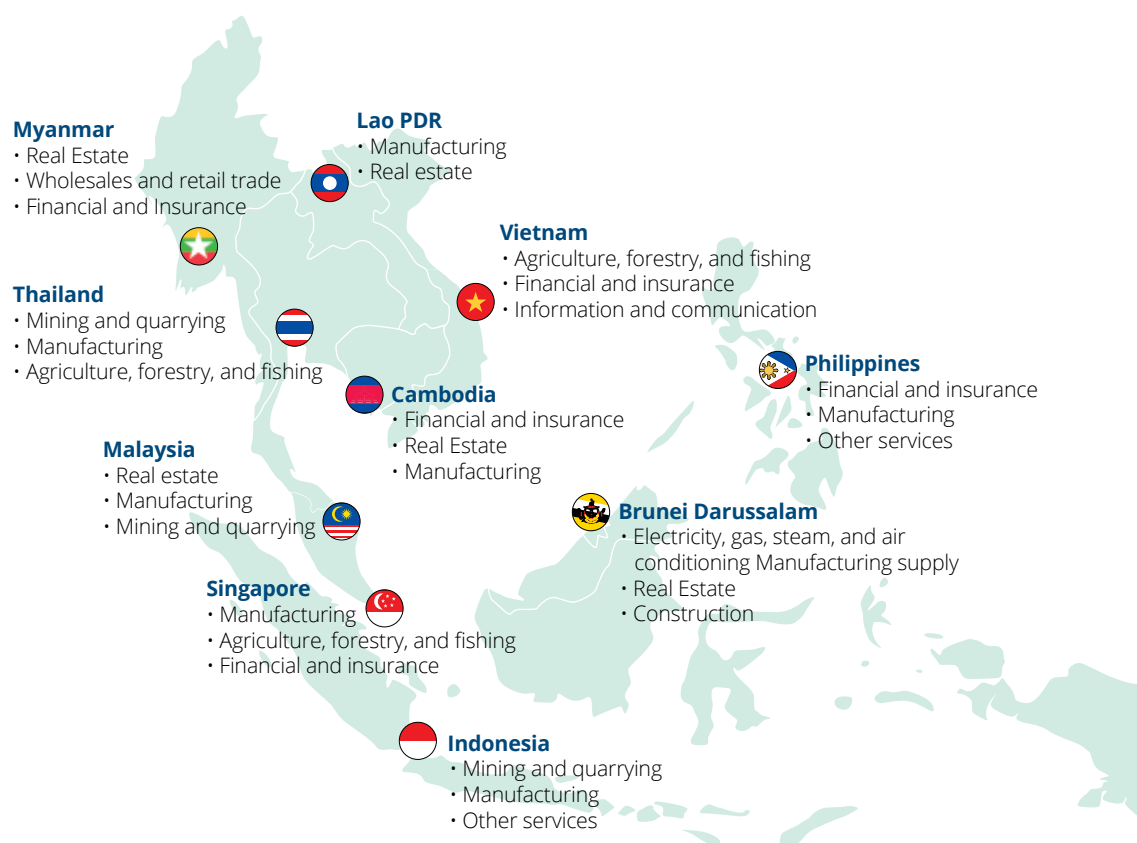 Myanmar
• Real Estate
• Wholesales and retail trade
• Financial and Insurance
Lao PDR
• Manufacturing
• Real estate
Vietnam
• Agriculture, forestry, and fishing
• Financial and insurance
• Information and communication
Thailand
• Mining and quarrying
• Manufacturing
• Agriculture, forestry, and fishing
Philippines
• Financial and insurance
• Manufacturing
• Other services
Cambodia
• Financial and insurance
• Real Estate
• Manufacturing
Malaysia
• Real estate
• Manufacturing
• Mining and quarrying
Brunei Darussalam
• Electricity, gas, steam, and air
conditioning Manufacturing supply
• Real Estate
• Construction
Singapore
• Manufacturing
• Agriculture, forestry, and fishing
• Financial and insurance
Indonesia
• Mining and quarrying
• Manufacturing
• Other services